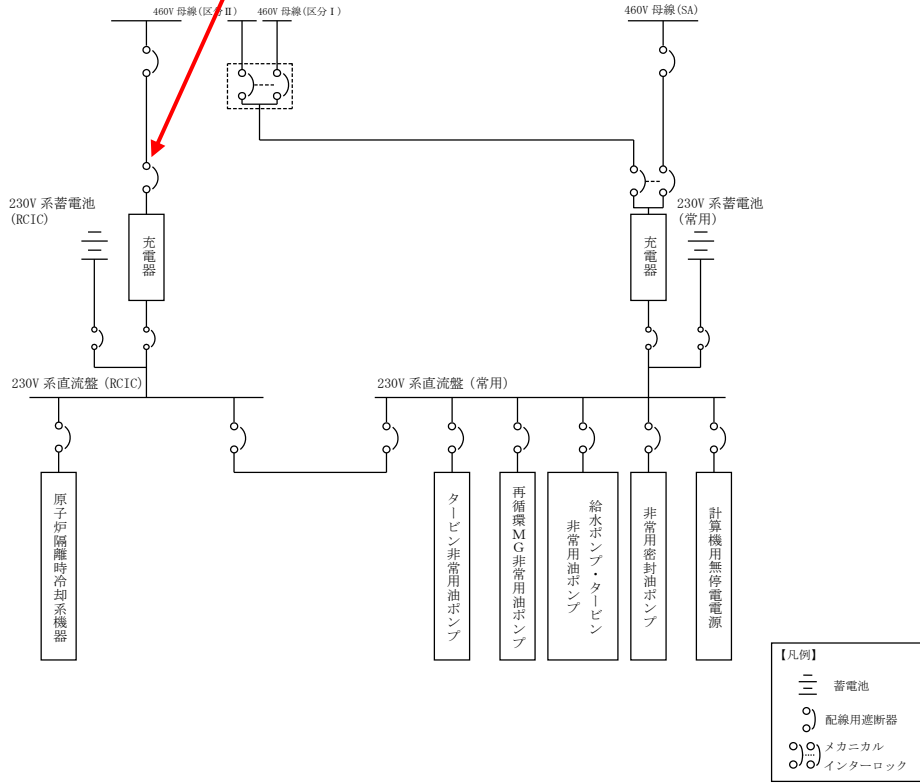 460V 母線(区分Ⅱ)
460V 母線(区分Ⅰ)
460V 母線(SA)
230V 系蓄電池
(RCIC)
充電器
充電器
230V 系蓄電池
(常用)
230V 系直流盤 (RCIC)
230V 系直流盤 (常用)
原子炉隔離時冷却系機器
タービン非常用油ポンプ
再循環MG非常用油ポンプ
給水ポンプ・タービン
非常用油ポンプ
非常用密封油ポンプ
計算機用無停電電源
【凡例】
蓄電池
配線用遮断器
メカニカル
インターロック